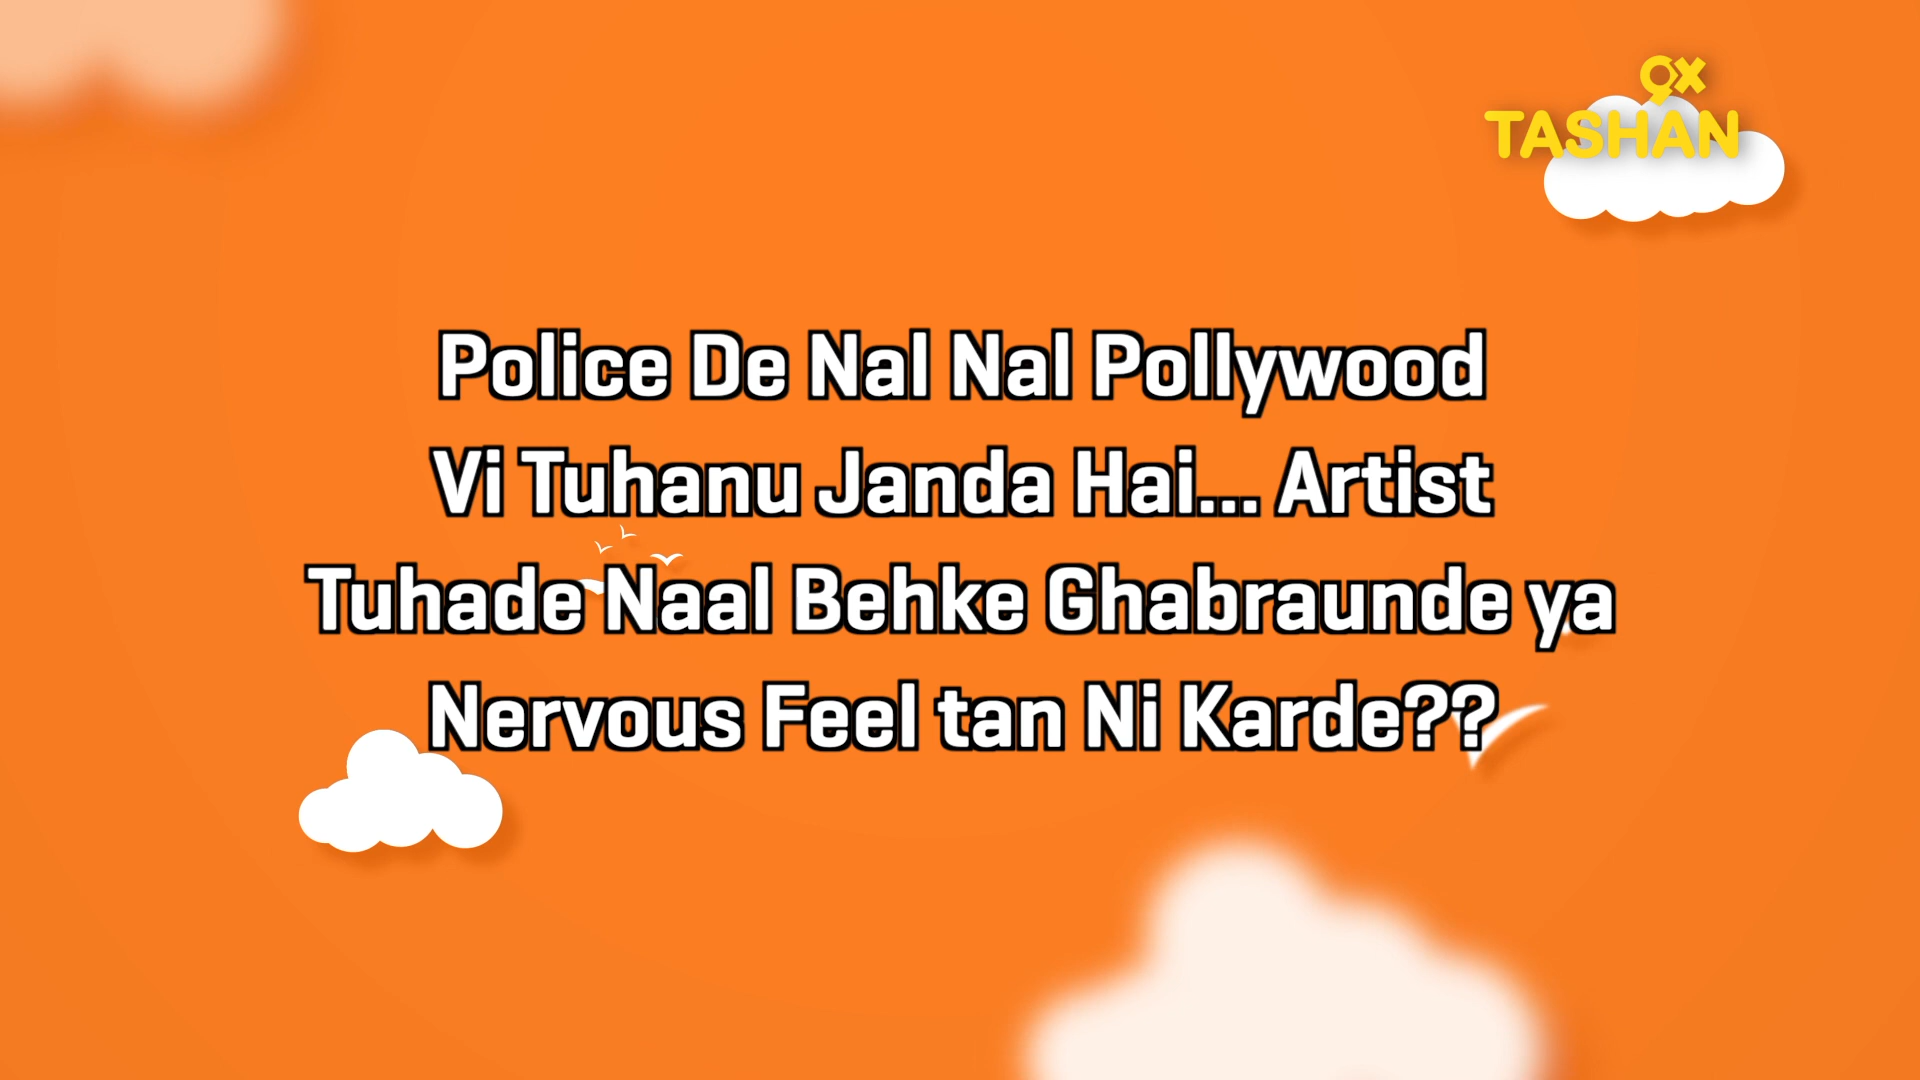 9X
TASHAN
Police De Nal Nal Pollywood
Vi Tuhanu Janda Hai... Artist
Tuhade Naal Behke Ghabraunde ya
Nervous Feel tan Ni Karde??